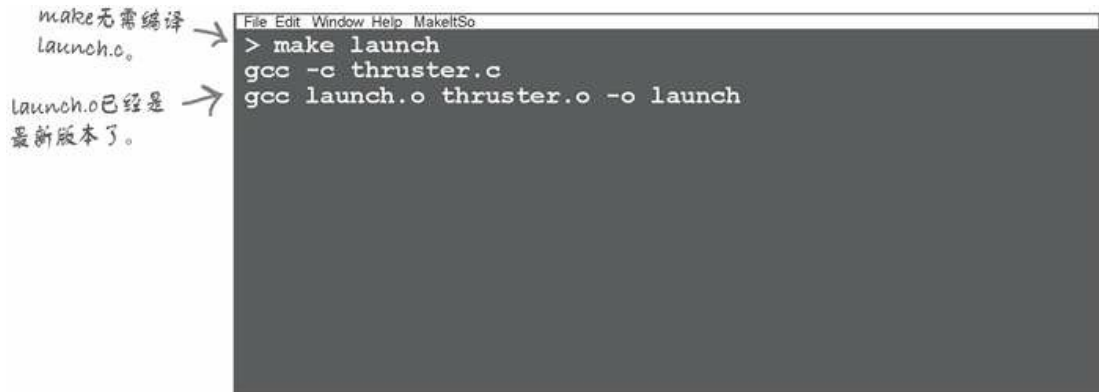 make无需编译
launch.c。
launch.o已经是
最新版本了。
File Edit Window Help MakeItSo
> make launch
gcc -c thruster.c
gcc launch.o thruster.o -o launch